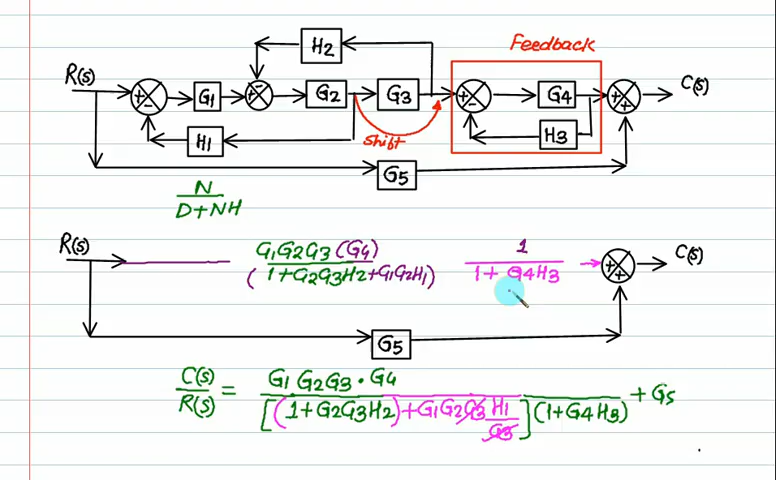 H2
Feedback
R(s)
+ −
G1
+ −
G2
G3
+ −
G4
+ +
C(s)
H1
shift
H3
G5
N
D+NH
R(s)
G1G2G3(G4)
(1+G2G3H2+G1G2H1)
1
1+G4H3
+ +
C(s)
G5
C(s)
R(s)
=
G1 G2G3 · G4
[(1+G2G3H2)+G1G2G3 H1/G3](1+G4H3)
+ G5